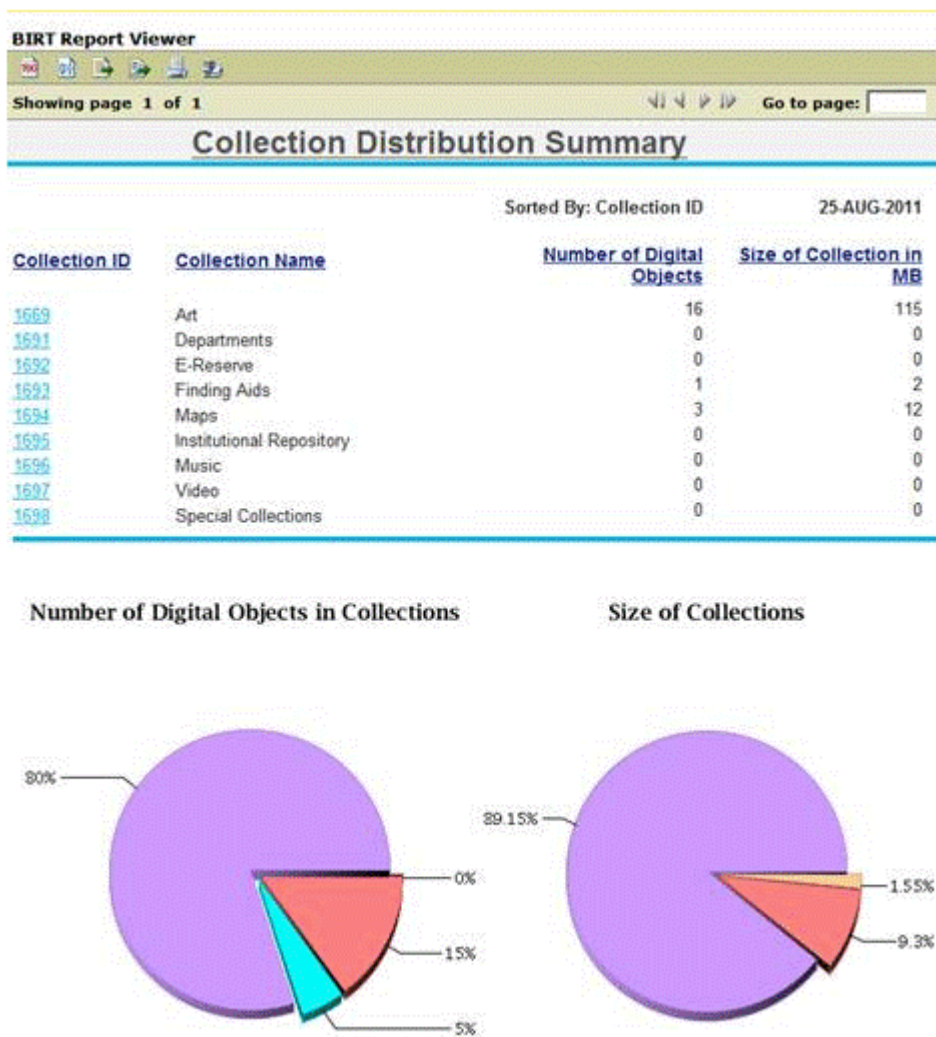 BIRT Report Viewer
Showing page 1 of 1 Go to page:
Collection Distribution Summary
Sorted By: Collection ID 25-AUG-2011
Collection ID Collection Name Number of Digital Objects Size of Collection in MB
1669 Art 16 115
1691 Departments 0 0
1692 E-Reserve 0 0
1693 Finding Aids 1 2
1694 Maps 3 12
1695 Institutional Repository 0 0
1696 Music 0 0
1697 Video 0 0
1698 Special Collections 0 0
Number of Digital Objects in Collections Size of Collections
80%
0%
15%
5%
89.15%
1.55%
9.3%